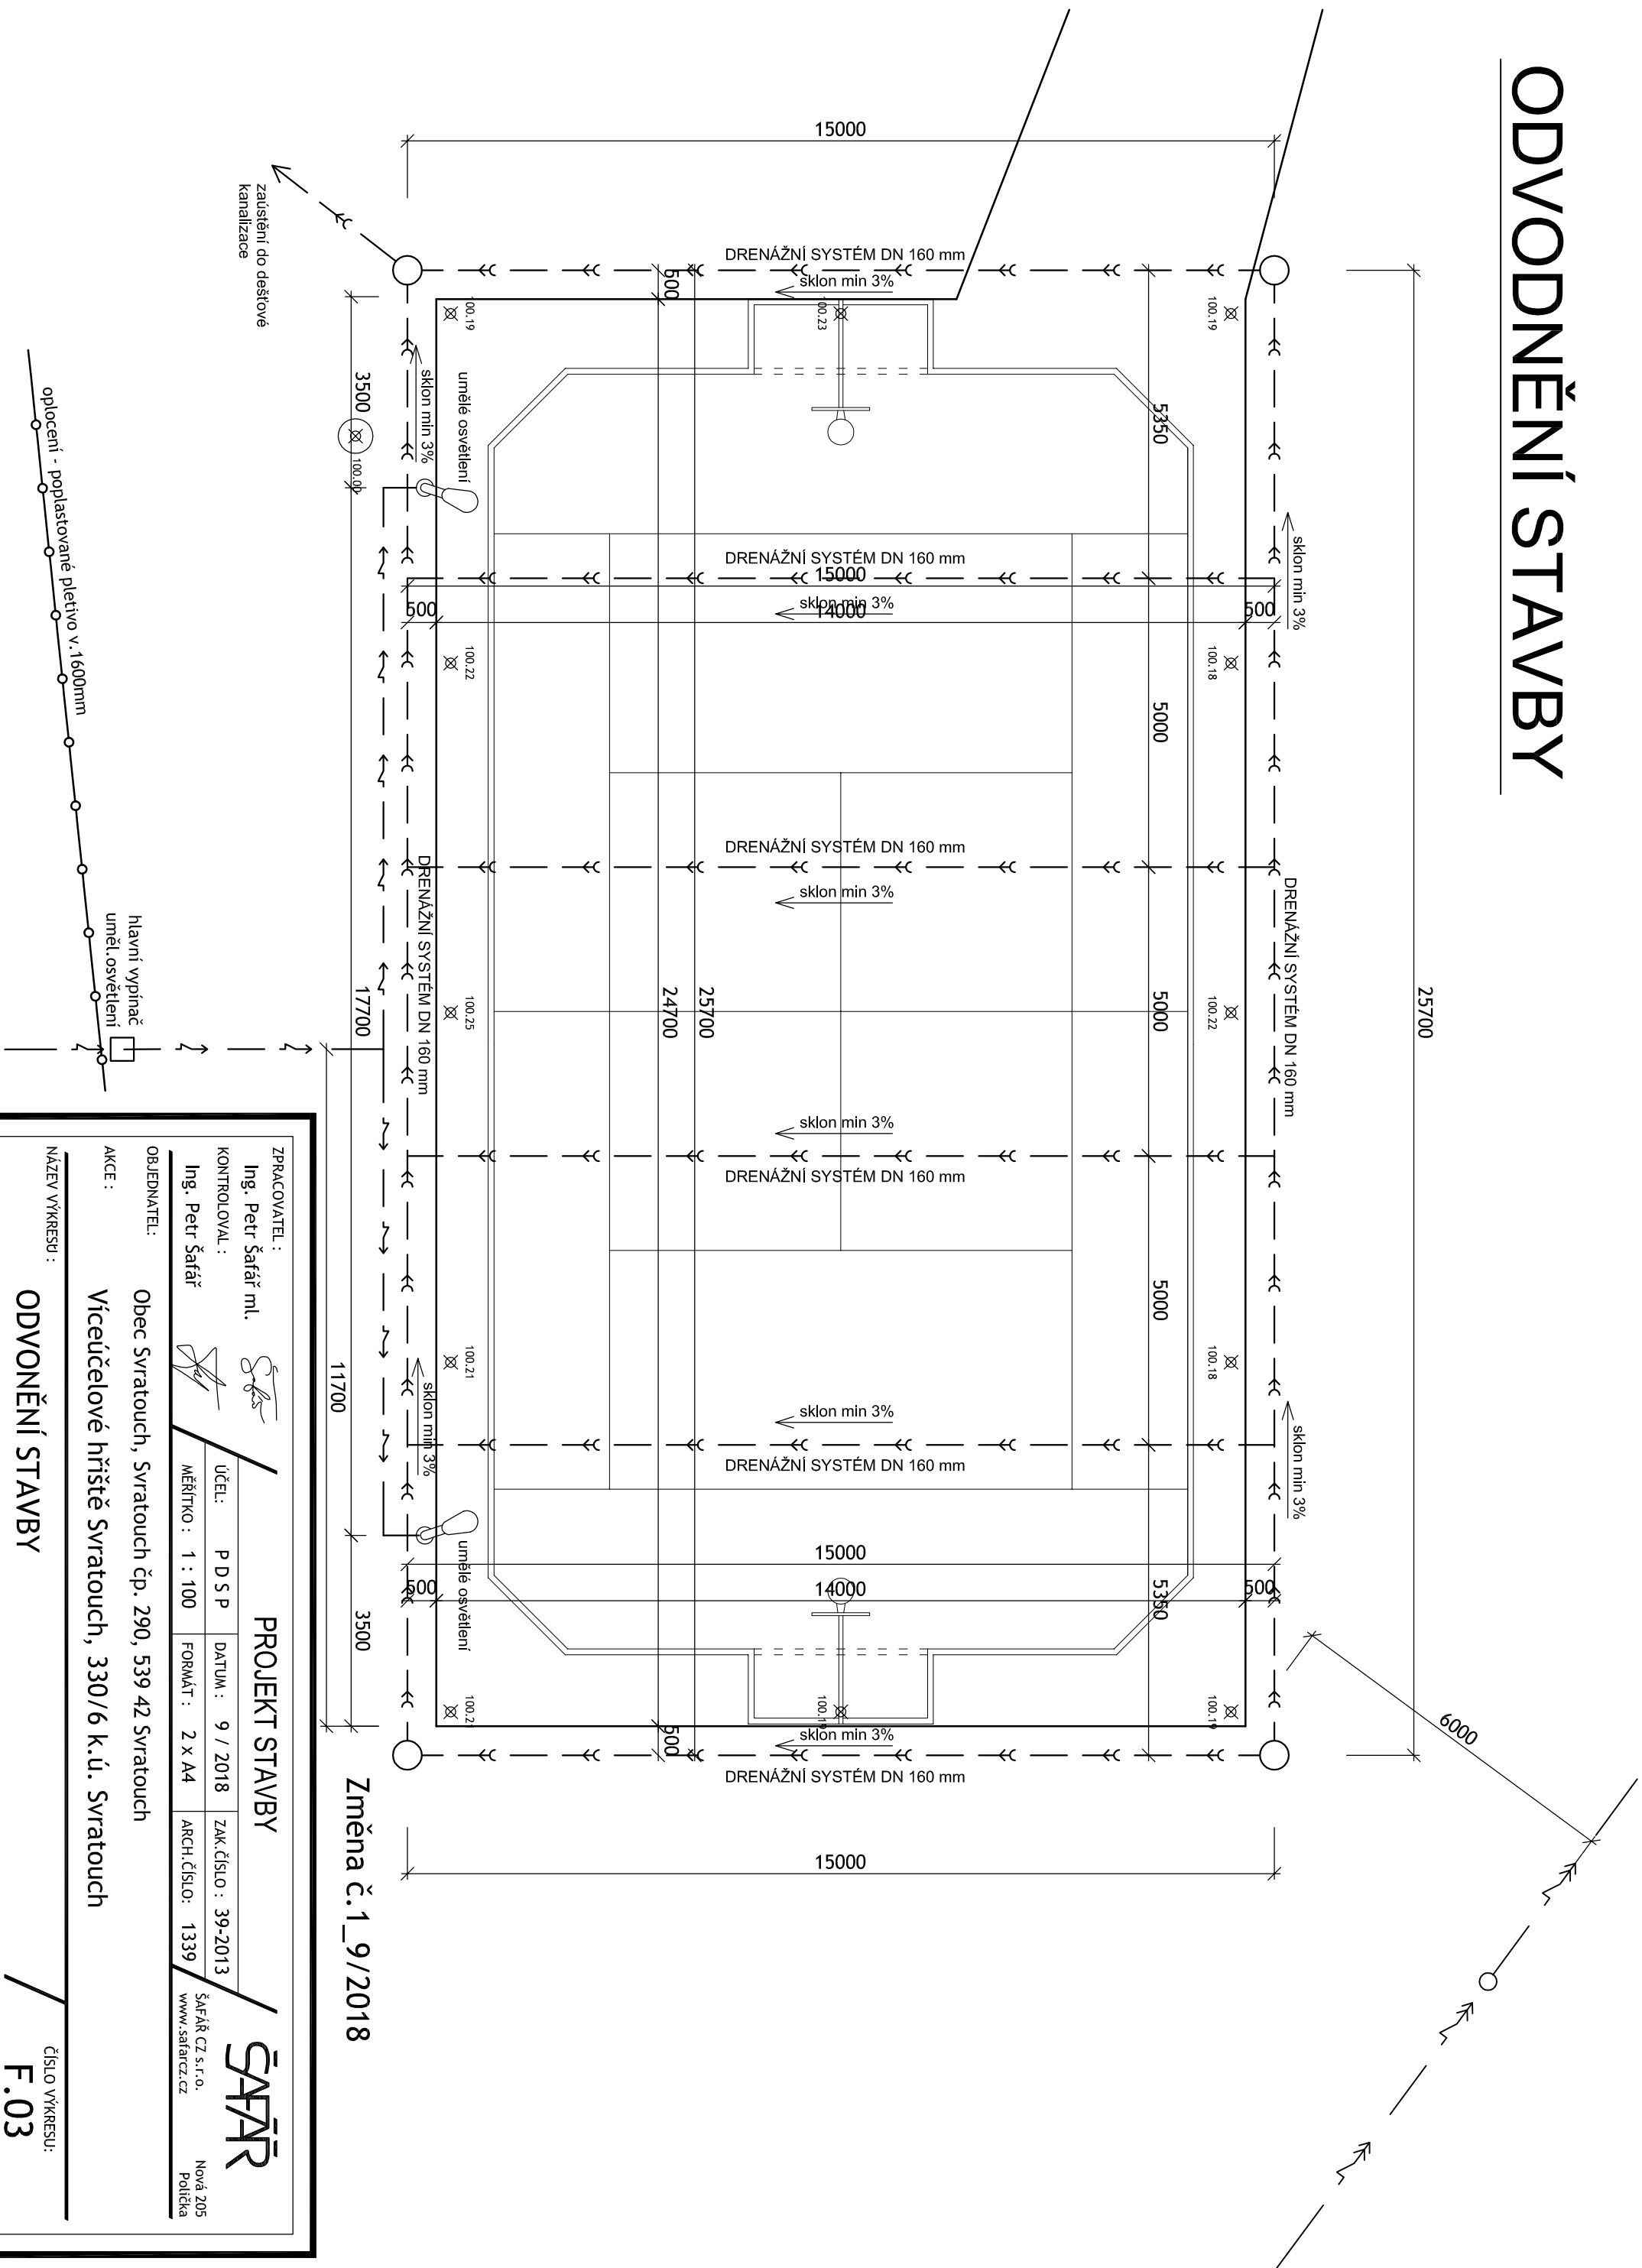 ODVODNĚNÍ STAVBY
25700
15000
6000
zaústění do dešťové
kanalizace
DRENÁŽNÍ SYSTÉM DN 160 mm
sklon min 3%
500
100.19
100.23
100.19
5350
3500
100.00
sklon min 3%
umělé osvětlení
sklon min 3%
DRENÁŽNÍ SYSTÉM DN 160 mm
15000
sklon min 3%
14000
500
500
100.22
100.18
5000
DRENÁŽNÍ SYSTÉM DN 160 mm
sklon min 3%
DRENÁŽNÍ SYSTÉM DN 160 mm
DRENÁŽNÍ SYSTÉM DN 160 mm
5000
25700
24700
100.25
100.22
17700
sklon min 3%
DRENÁŽNÍ SYSTÉM DN 160 mm
5000
100.21
100.18
sklon min 3%
sklon min 3%
sklon min 3%
DRENÁŽNÍ SYSTÉM DN 160 mm
umělé osvětlení
15000
14000
500
500
5350
3500
11700
100.21
100.19
100.19
500
sklon min 3%
DRENÁŽNÍ SYSTÉM DN 160 mm
15000
oplocení - poplastované pletivo v.1600mm
hlavní vypínač
uměl.osvětlení
Změna č.1_9/2018
ZPRACOVATEL :
Ing. Petr Šafář ml.
KONTROLOVAL :
Ing. Petr Šafář
PROJEKT STAVBY
ÚČEL: P D S P
DATUM : 9 / 2018
ZAK.ČÍSLO : 39-2013
MĚŘÍTKO : 1 : 100
FORMÁT : 2 x A4
ARCH.ČÍSLO: 1339
ŠAFÁŘ
ŠAFÁŘ CZ s.r.o.
www.safarcz.cz
Nová 205
Polička
OBJEDNATEL:
Obec Svratouch, Svratouch čp. 290, 539 42 Svratouch
AKCE :
Víceúčelové hřiště Svratouch, 330/6 k.ú. Svratouch
NÁZEV VÝKRESU :
ODVONĚNÍ STAVBY
ČÍSLO VÝKRESU:
F.03